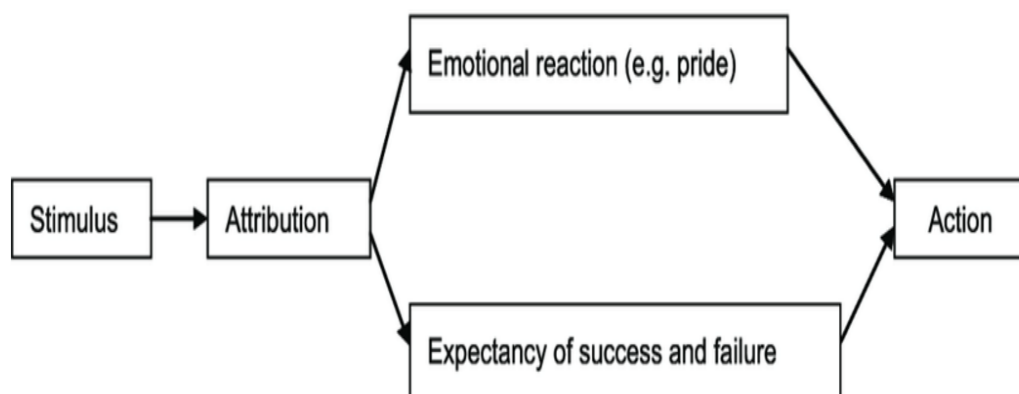 Emotional reaction (e.g. pride)
Stimulus
Attribution
Action
Expectancy of success and failure